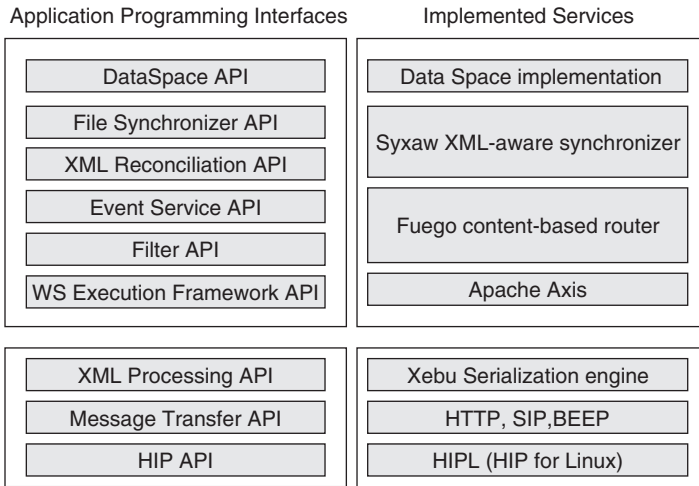 Application Programming Interfaces
Implemented Services
DataSpace API
File Synchronizer API
XML Reconciliation API
Event Service API
Filter API
WS Execution Framework API
Data Space implementation
Syxaw XML-aware synchronizer
Fuego content-based router
Apache Axis
XML Processing API
Message Transfer API
HIP API
Xebu Serialization engine
HTTP, SIP,BEEP
HIPL (HIP for Linux)